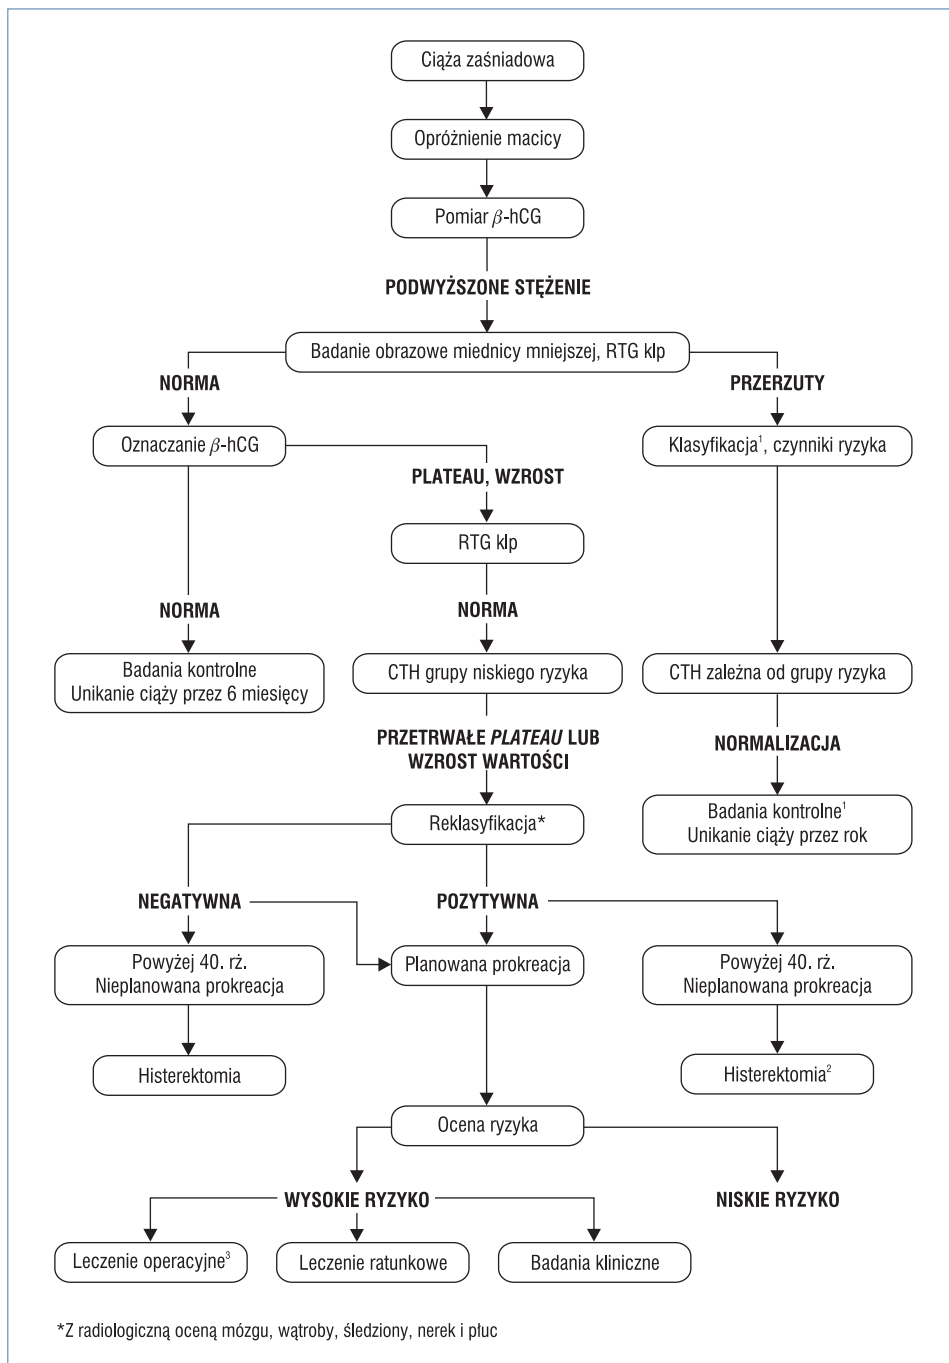 Ciąża zaśniadowa
Opróżnienie macicy
Pomiar β-hCG
PODWYŻSZONE STĘŻENIE
Badanie obrazowe miednicy mniejszej, RTG klp
NORMA
PRZERZUTY
Oznaczanie β-hCG
Klasyfikacja¹, czynniki ryzyka
PLATEAU, WZROST
RTG klp
NORMA
NORMA
Badania kontrolne
Unikanie ciąży przez 6 miesięcy
CTH grupy niskiego ryzyka
CTH zależna od grupy ryzyka
PRZETRWAŁE PLATEAU LUB
WZROST WARTOŚCI
NORMALIZACJA
Reklasyfikacja*
Badania kontrolne¹
Unikanie ciąży przez rok
NEGATYWNA
POZYTYWNA
Powyżej 40. rż.
Nieplanowana prokreacja
Planowana prokreacja
Powyżej 40. rż.
Nieplanowana prokreacja
Histerektomia
Histerektomia²
Ocena ryzyka
WYSOKIE RYZYKO
NISKIE RYZYKO
Leczenie operacyjne³
Leczenie ratunkowe
Badania kliniczne
*Z radiologiczną oceną mózgu, wątroby, śledziony, nerek i płuc